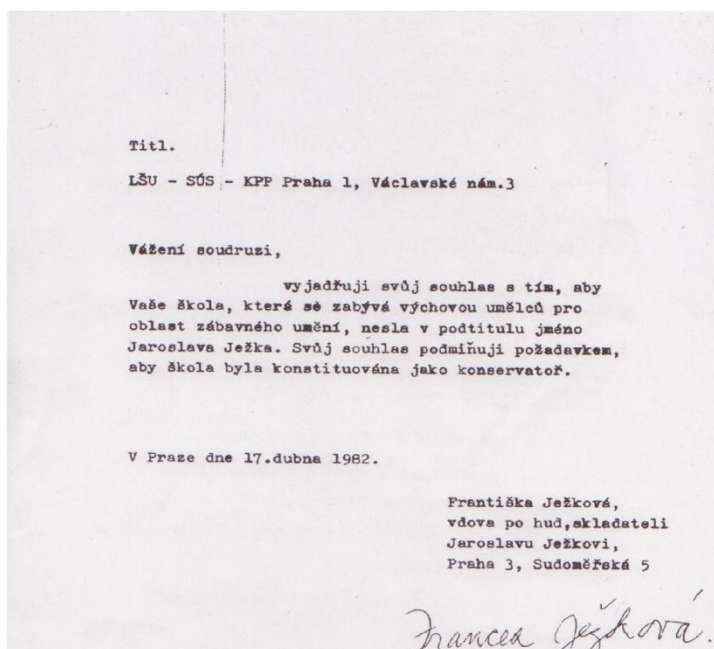 Titl.
LŠU - SÚS - KPP Praha 1, Václavské nám.3
Vážení soudruzi,
vyjadřuji svůj souhlas s tím, aby
Vaše škola, která se zabývá výchovou umělců pro
oblast zábavného umění, nesla v podtitulu jméno
Jaroslava Ježka. Svůj souhlas podmiňuji požadavkem,
aby škola byla konstituována jako konservatoř.
V Praze dne 17.dubna 1982.
Františka Ježková,
vdova po hud,skladateli
Jaroslavu Ježkovi,
Praha 3, Sudoměřská 5
Frances Ježková.